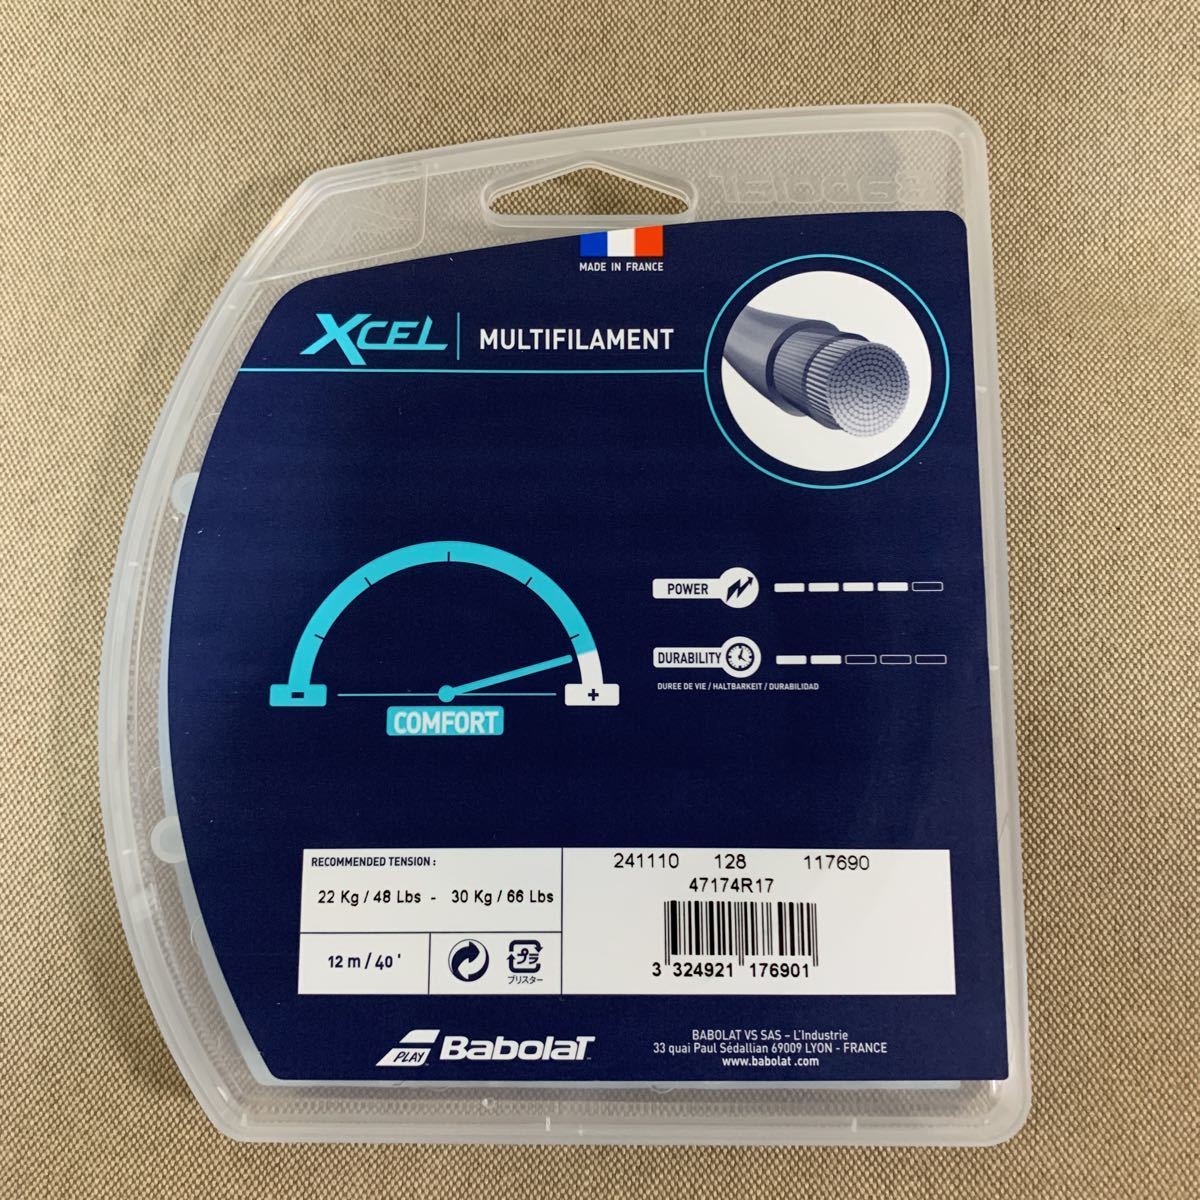 Babolat
MADE IN FRANCE
XCEL MULTIFILAMENT
POWER
DURABILITY
DUREE DE VIE / HALTBARKEIT / DURABILIDAD
- +
COMFORT
RECOMMENDED TENSION :
22 Kg / 48 Lbs - 30 Kg / 66 Lbs
12 m / 40 '
プラ
ブリスター
241110 128 117690
47174R17
3 324921 176901
PLAY Babolat
BABOLAT VS SAS – L'Industrie
33 quai Paul Sédallian 69009 LYON - FRANCE
www.babolat .com